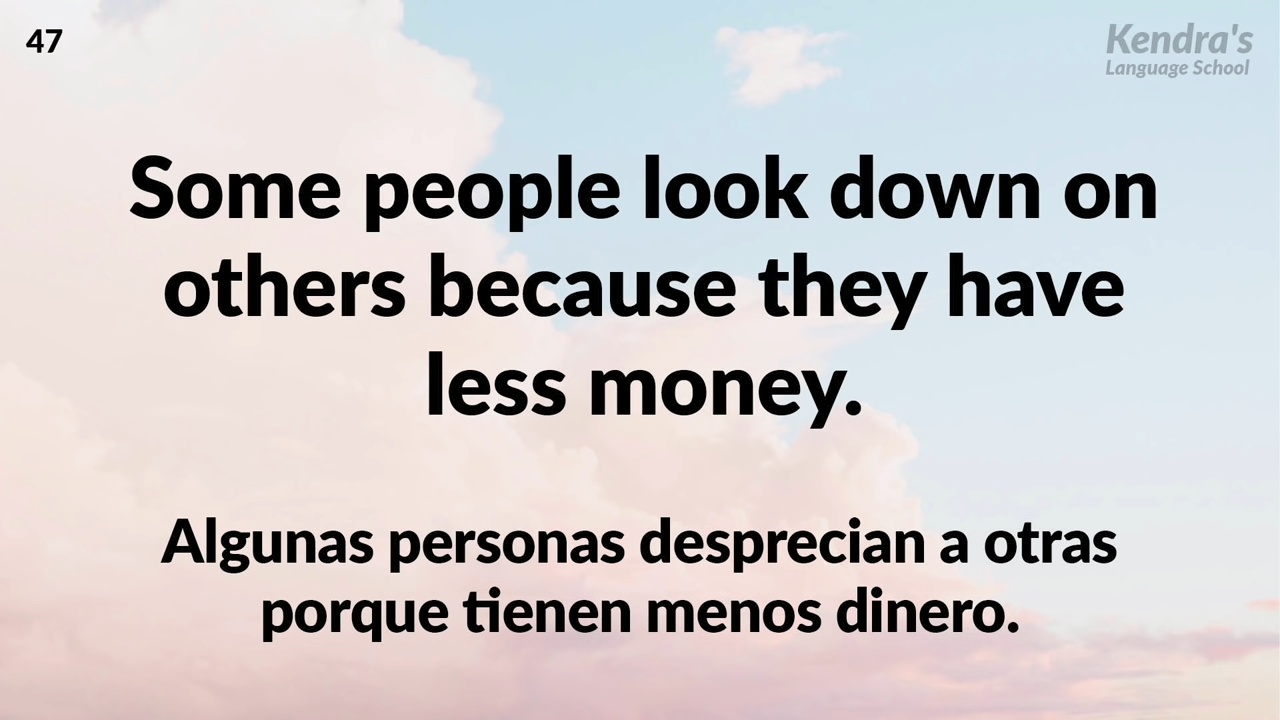 47
Kendra's
Language School
Some people look down on
others because they have
less money.
Algunas personas desprecian a otras
porque tienen menos dinero.